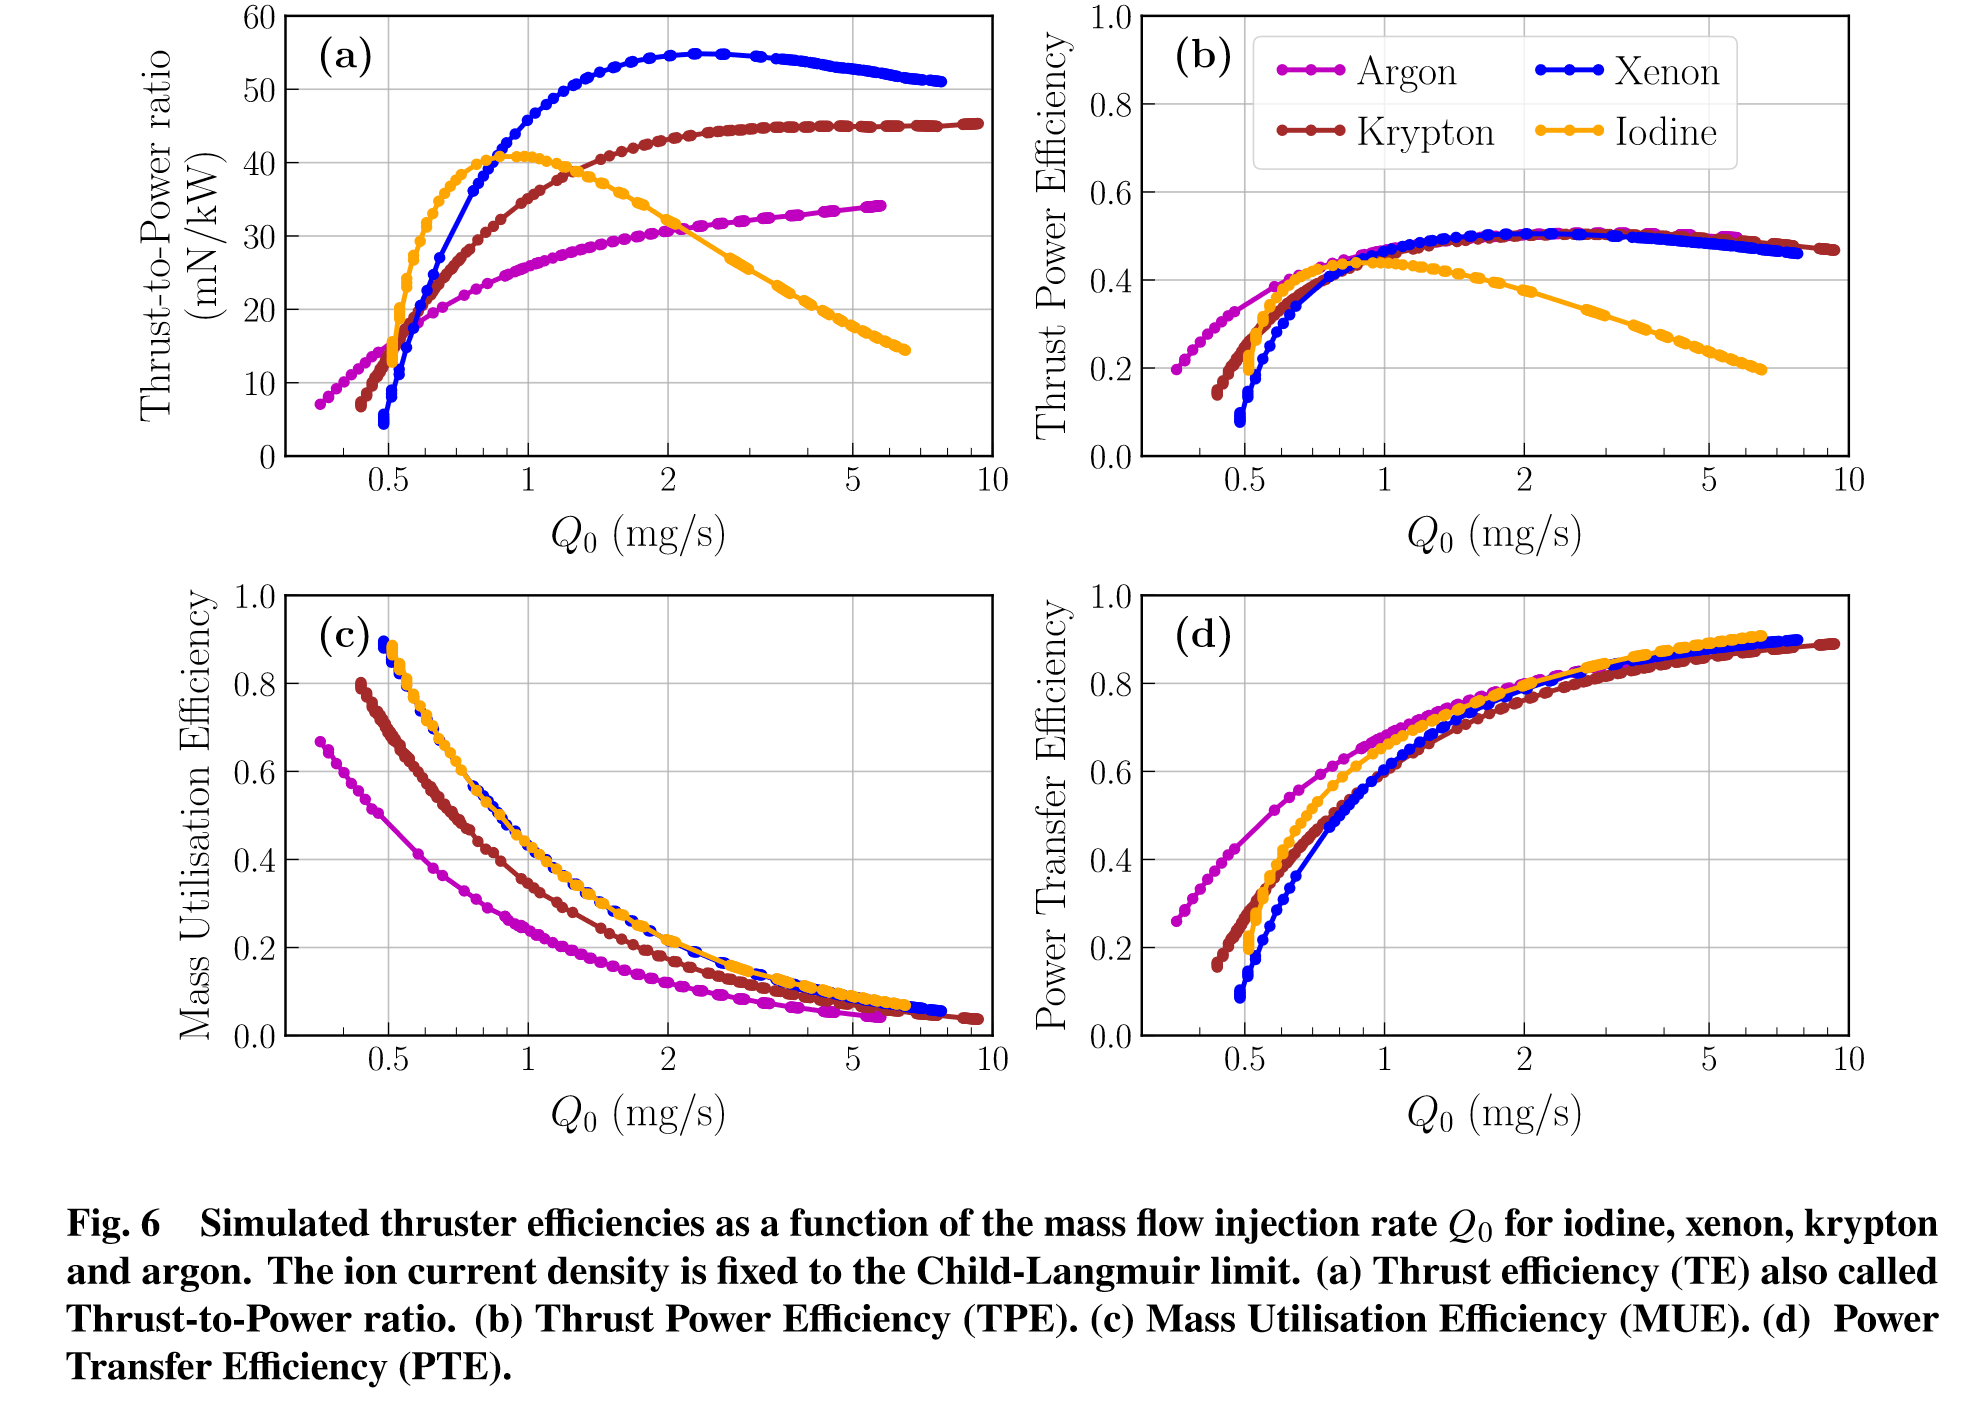 (a)
Thrust-to-Power ratio
(mN/kW)
60
50
40
30
20
10
0
0.5 1 2 5 10
Q0 (mg/s)
(b)
Argon
Krypton
Xenon
Iodine
Thrust Power Efficiency
1.0
0.8
0.6
0.4
0.2
0.0
0.5 1 2 5 10
Q0 (mg/s)
(c)
Mass Utilisation Efficiency
1.0
0.8
0.6
0.4
0.2
0.0
0.5 1 2 5 10
Q0 (mg/s)
(d)
Power Transfer Efficiency
1.0
0.8
0.6
0.4
0.2
0.0
0.5 1 2 5 10
Q0 (mg/s)
Fig. 6 Simulated thruster efficiencies as a function of the mass flow injection rate Q0 for iodine, xenon, krypton
and argon. The ion current density is fixed to the Child-Langmuir limit. (a) Thrust efficiency (TE) also called
Thrust-to-Power ratio. (b) Thrust Power Efficiency (TPE). (c) Mass Utilisation Efficiency (MUE). (d) Power
Transfer Efficiency (PTE).